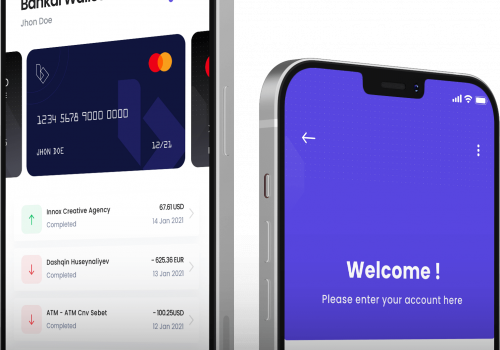 Bankai Wallet
Jhon Doe
1234 5678 9000 0000
JHON DOE
12/21
Innox Creative Agency
67.61 USD
Completed
14 Jan 2021
Dashqin Huseynaliyev
- 625.36 EUR
Completed
13 Jan 2021
ATM - ATM Cnv Sebet
- 100.25USD
Completed
12 Jan 2021
Welcome !
Please enter your account here